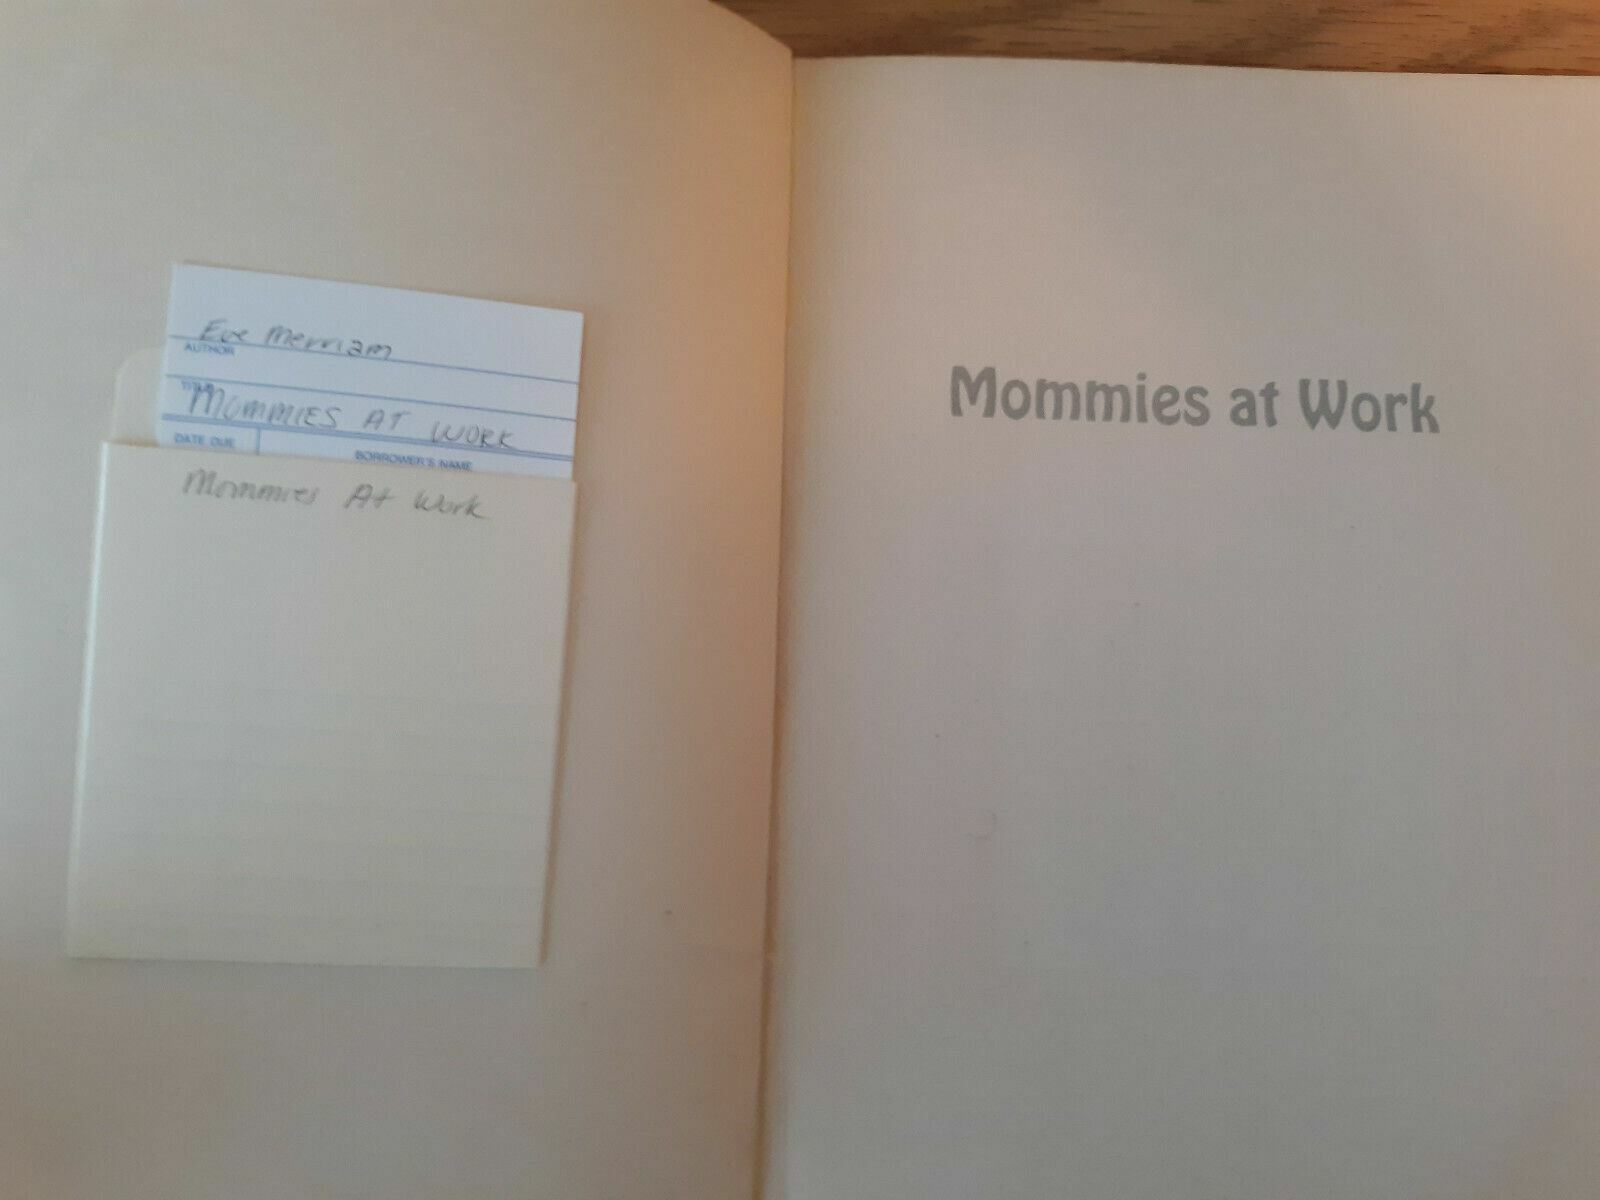 Eve Merriam
AUTHOR
TITLE
MOMMIES AT WORK
DATE DUE
BORROWER'S NAME
Mommies At Work
Mommies at Work